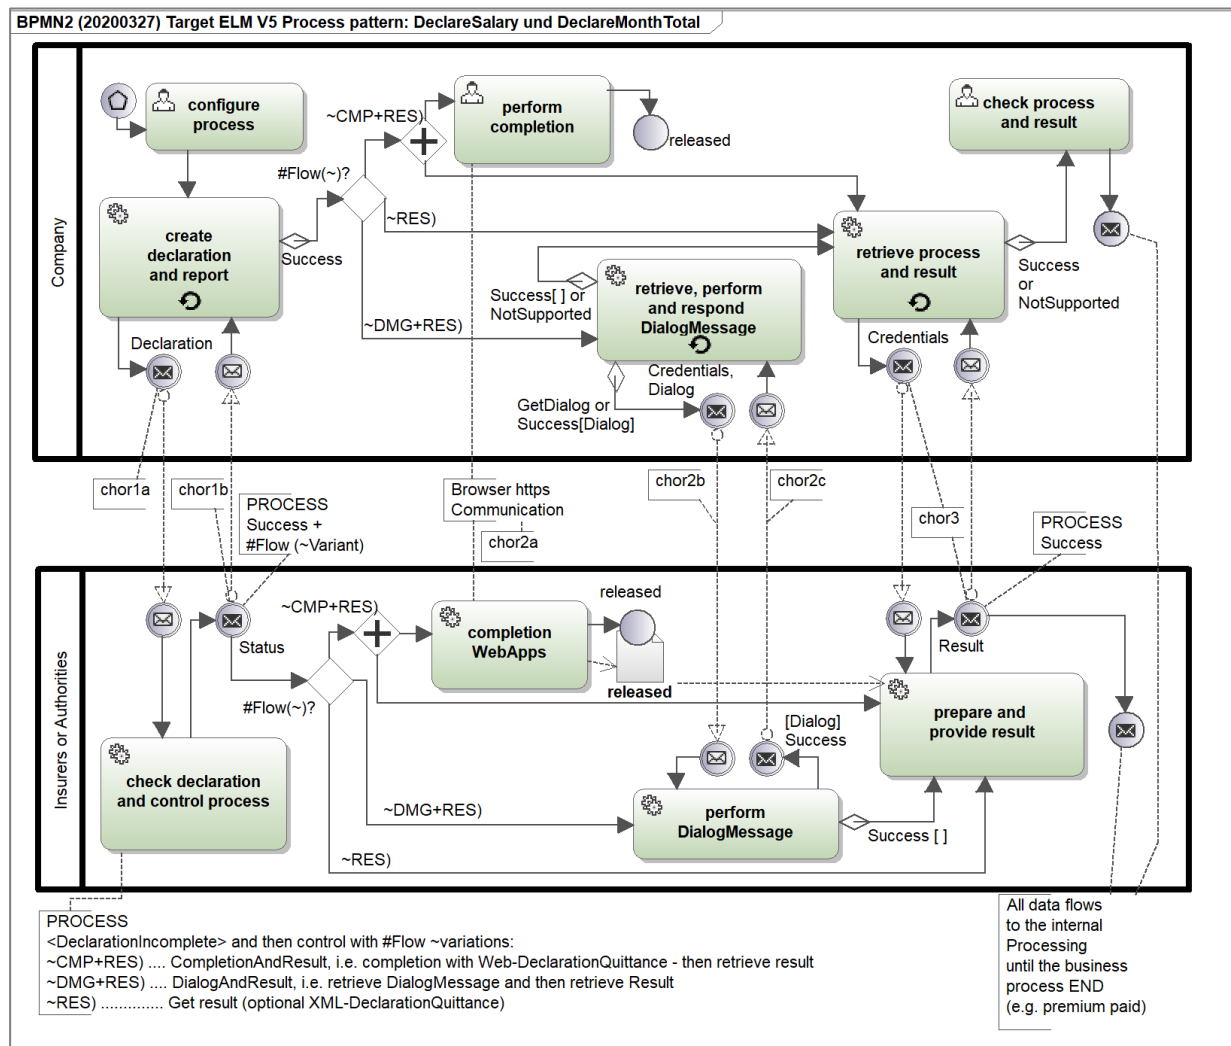 BPMN2 (20200327) Target ELM V5 Process pattern: DeclareSalary und DeclareMonthTotal
Company
configure
process
~CMP+RES)
perform
completion
released
check process
and result
#Flow(~)?
create
declaration
and report
Success
~RES)
retrieve process
and result
Success
or
NotSupported
Success[ ] or
NotSupported
retrieve, perform
and respond
DialogMessage
~DMG+RES)
Declaration
Credentials
Credentials,
Dialog
GetDialog or
Success[Dialog]
chor1a
chor1b
PROCESS
Success +
#Flow (~Variant)
Browser https
Communication
chor2a
chor2b
chor2c
chor3
PROCESS
Success
Insurers or Authorities
Status
~CMP+RES)
completion
WebApps
released
released
Result
#Flow(~)?
prepare and
provide result
[Dialog]
Success
check declaration
and control process
~DMG+RES)
perform
DialogMessage
Success [ ]
~RES)
PROCESS
<DeclarationIncomplete> and then control with #Flow ~variations:
~CMP+RES) .... CompletionAndResult, i.e. completion with Web-DeclarationQuittance - then retrieve result
~DMG+RES) .... DialogAndResult, i.e. retrieve DialogMessage and then retrieve Result
~RES) .............. Get result (optional XML-DeclarationQuittance)
All data flows
to the internal
Processing
until the business
process END
(e.g. premium paid)